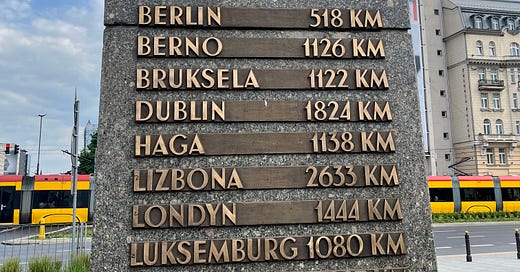 BERLIN 518 KM
BERNO 1126 KM
BRUKSELA 1122 KM
DUBLIN 1824 KM
HAGA 1138 KM
LIZBONA 2633 KM
LONDYN 1444 KM
LUKSEMBURG 1080 KM